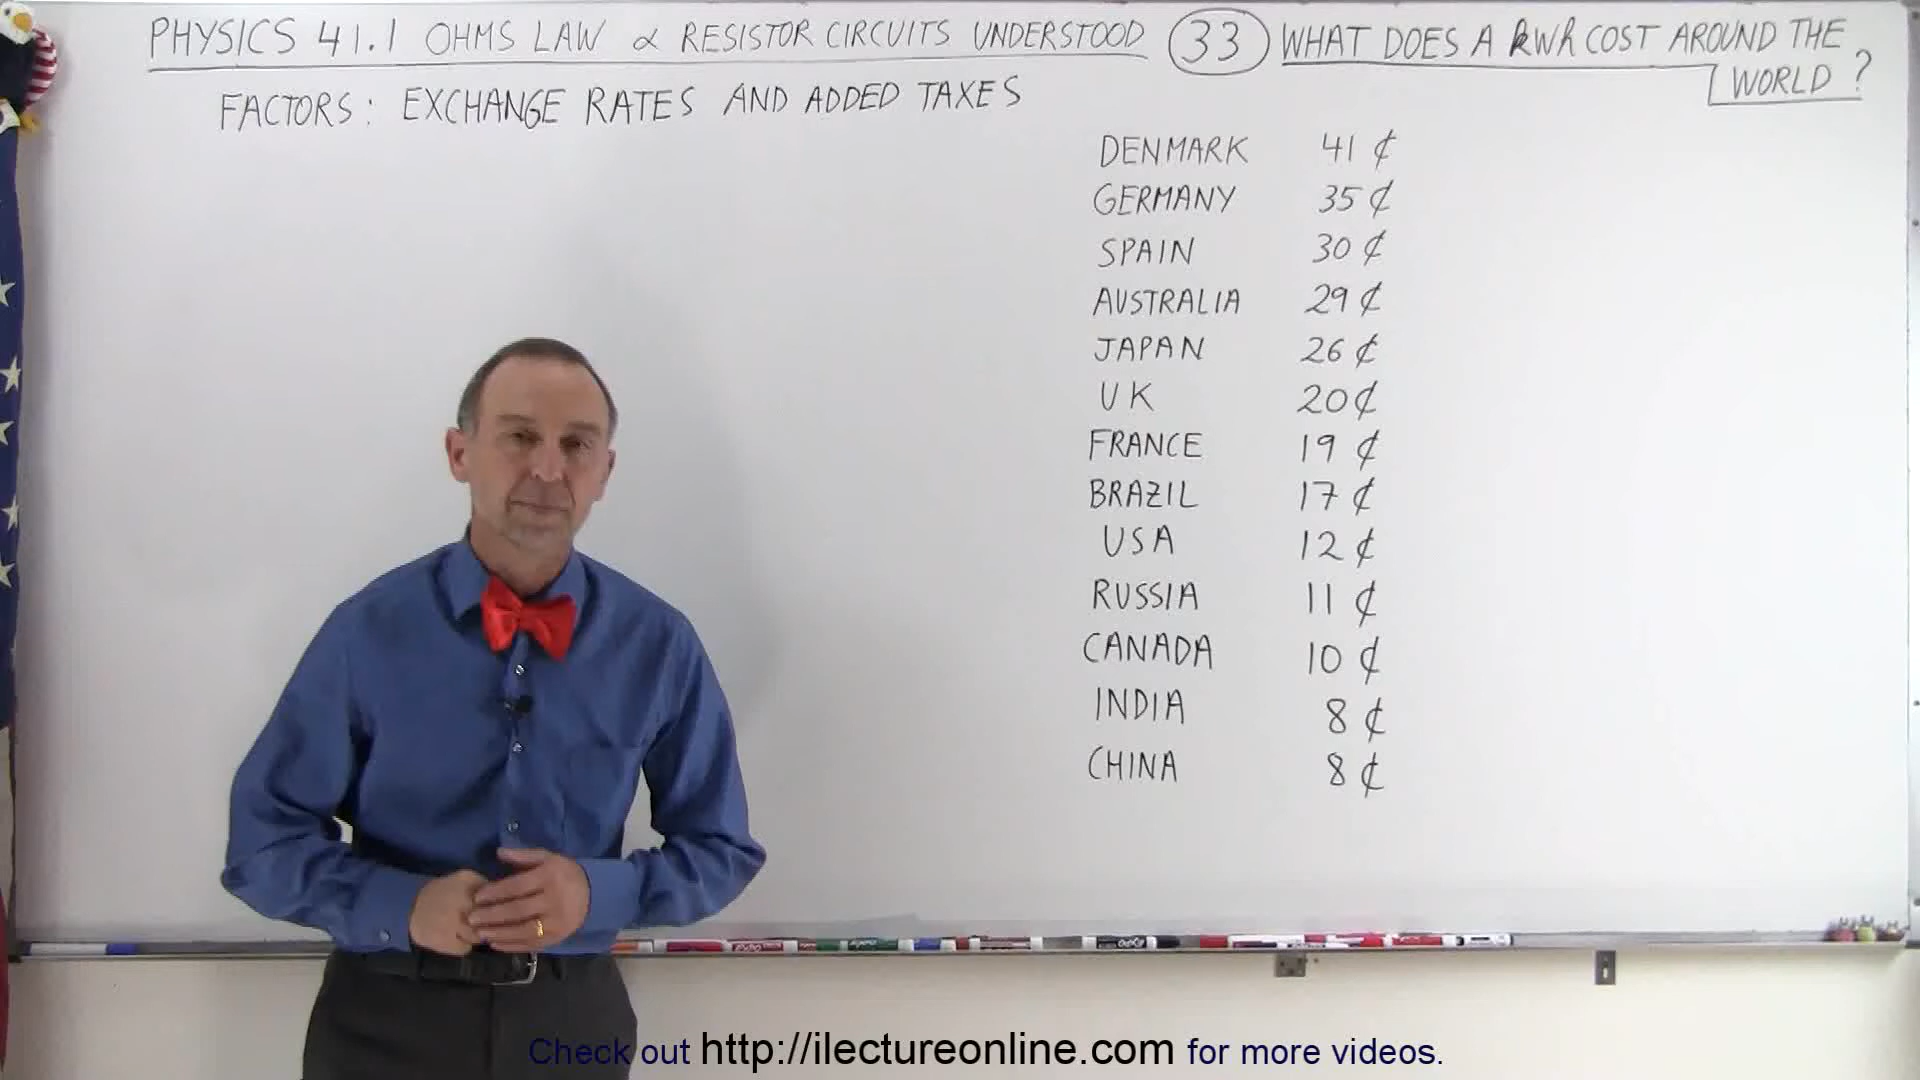 PHYSICS 41.1 OHMS LAW & RESISTOR CIRCUITS UNDERSTOOD 33 WHAT DOES A kWh COST AROUND THE
WORLD?
FACTORS: EXCHANGE RATES AND ADDED TAXES
DENMARK 41 ¢
GERMANY 35 ¢
SPAIN 30 ¢
AUSTRALIA 29 ¢
JAPAN 26 ¢
UK 20 ¢
FRANCE 19 ¢
BRAZIL 17 ¢
USA 12 ¢
RUSSIA 11 ¢
CANADA 10 ¢
INDIA 8 ¢
CHINA 8 ¢
EXPO
Check out http://ilectureonline.com for more videos.